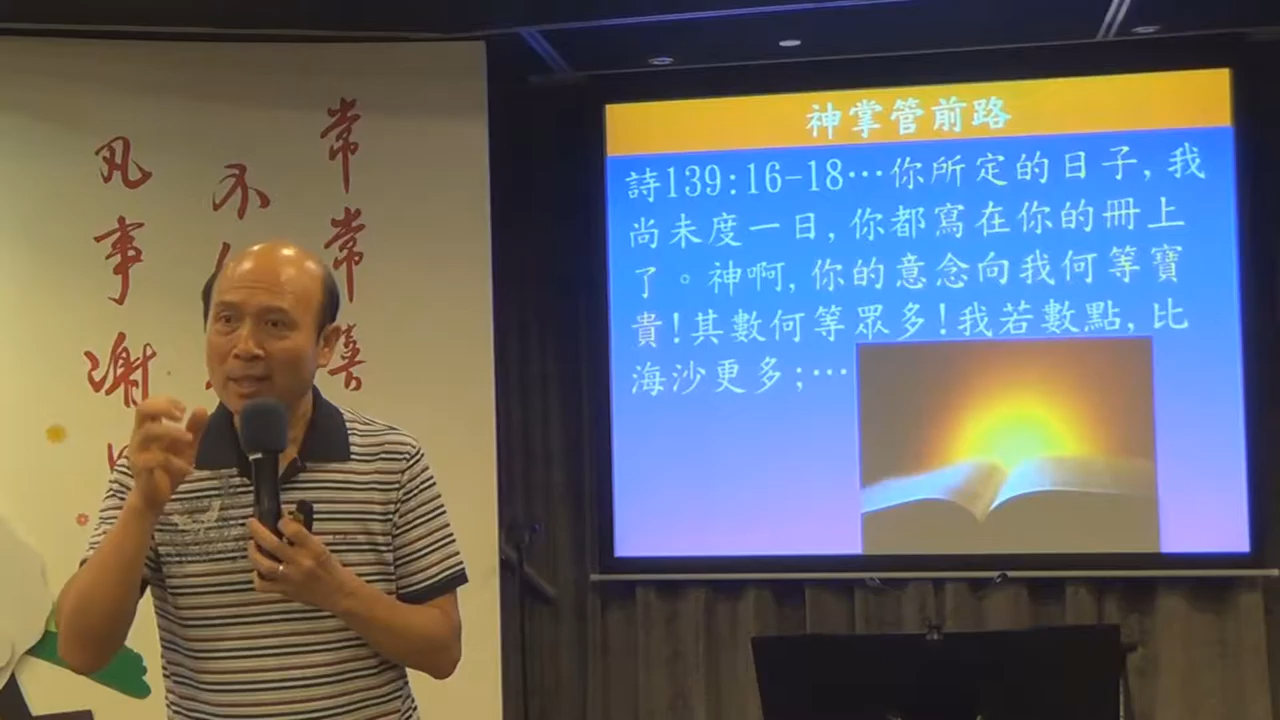 神掌管前路
詩139:16-18…你所定的日子,我
尚未度一日,你都寫在你的冊上
了。神啊,你的意念向我何等寶
貴!其數何等眾多!我若數點,比
海沙更多;…
常常喜
不
凡事謝